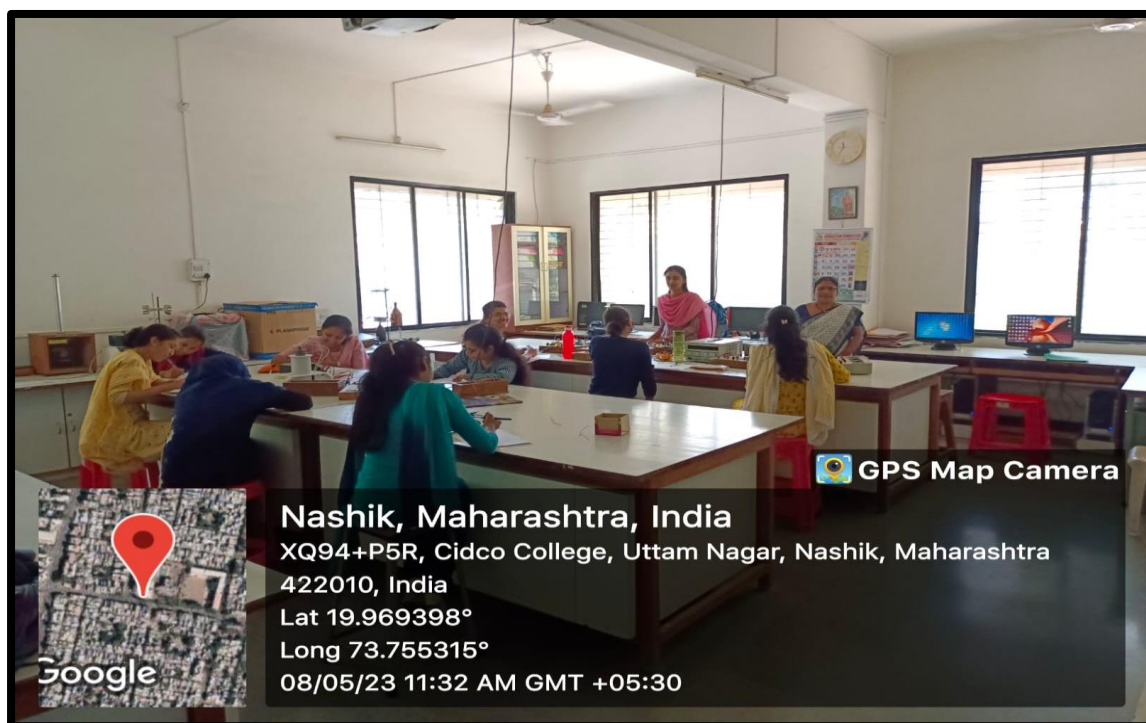 GPS Map Camera
Nashik, Maharashtra, India
XQ94+P5R, Cidco College, Uttam Nagar, Nashik, Maharashtra
422010, India
Lat 19.969398°
Long 73.755315°
08/05/23 11:32 AM GMT +05:30
Google